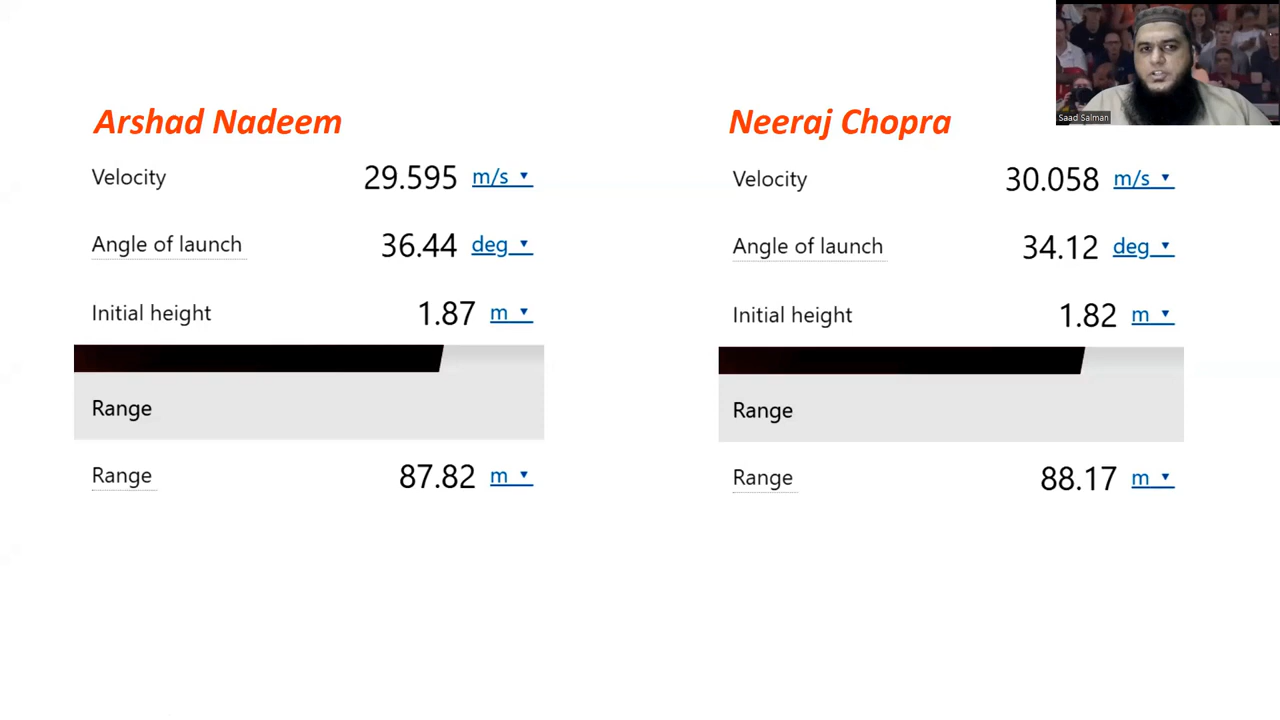 Arshad Nadeem
Velocity 29.595 m/s
Angle of launch 36.44 deg
Initial height 1.87 m
Range
Range 87.82 m
Neeraj Chopra
Velocity 30.058 m/s
Angle of launch 34.12 deg
Initial height 1.82 m
Range
Range 88.17 m
Saad Salman